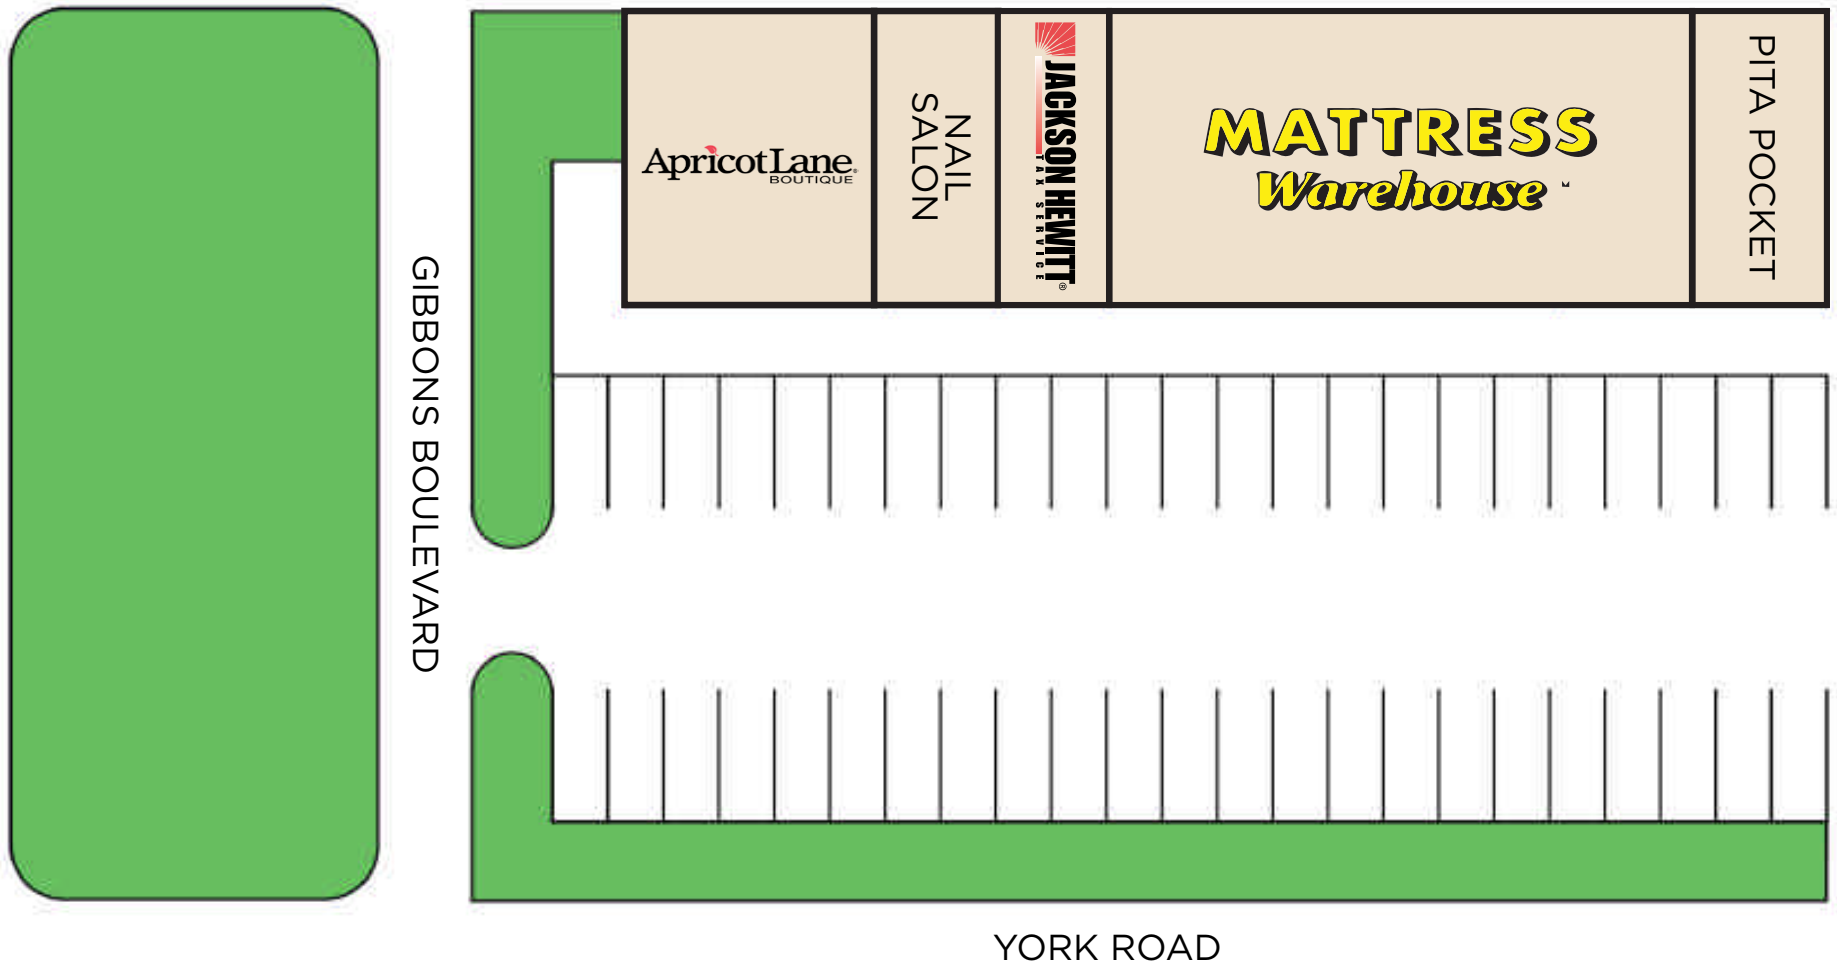 ApricotLane®
BOUTIQUE
NAIL
SALON
JACKSON HEWITT®
TAX SERVICE
MATTRESS
Warehouse
PITA POCKET
GIBBONS BOULEVARD
YORK ROAD